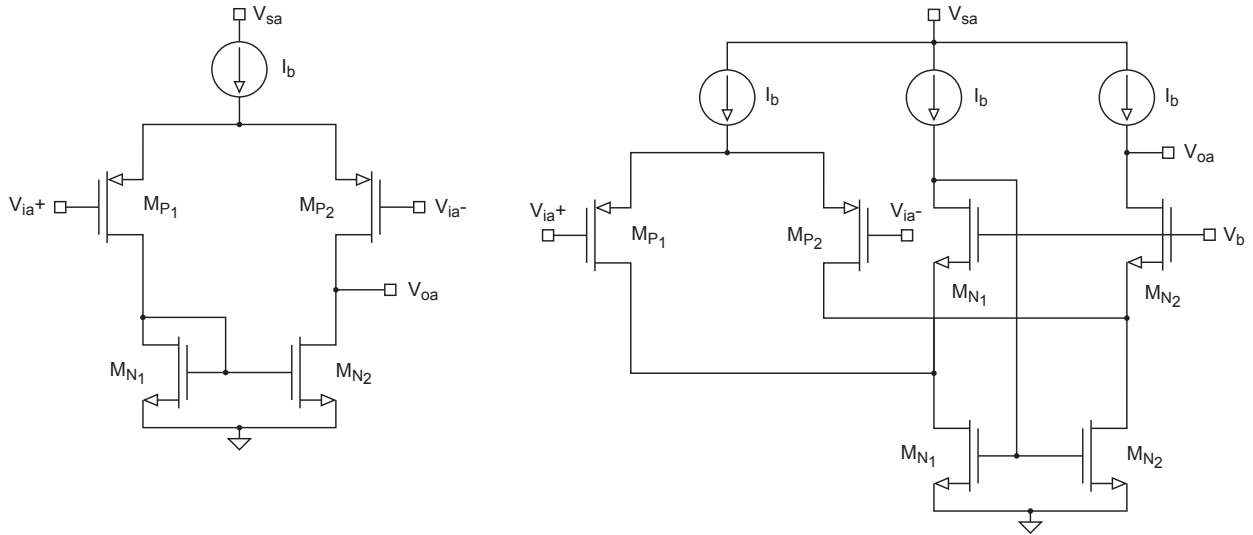 V_sa
I_b
V_ia+
M_P1
M_P2
V_ia-
V_oa
M_N1
M_N2
V_sa
I_b
I_b
I_b
V_oa
V_ia+
M_P1
M_P2
V_ia-
V_b
M_N1
M_N2
M_N1
M_N2